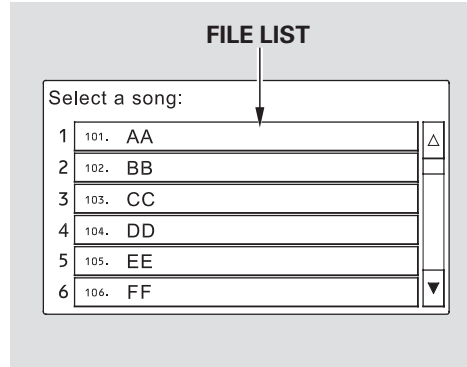 FILE LIST
Select a song:
1 101. AA
2 102. BB
3 103. CC
4 104. DD
5 105. EE
6 106. FF